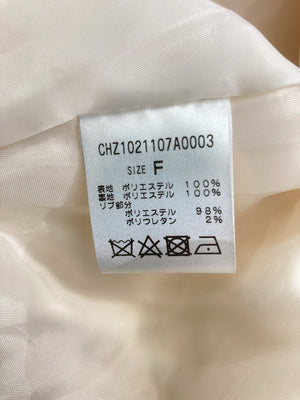 CHZ1021107A0003
SIZE F
表地 ポリエステル 100%
裏地 ポリエステル 100%
リブ部分
ポリエステル 98%
ポリウレタン 2%